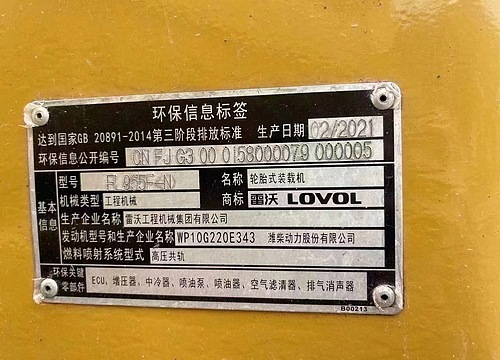 环保信息标签
达到国家GB 20891-2014第三阶段排放标准 生产日期 02/2021
环保信息公开编号 CN FJ G3 00 0158000079 000005
基本信息
型号 FL965F-4N 名称 轮胎式装载机
机械类型 工程机械 商标 雷沃 LOVOL
生产企业名称 雷沃工程机械集团有限公司
发动机型号和生产企业名称 WP10G220E343 潍柴动力股份有限公司
燃料喷射系统型式 高压共轨
环保关键零部件 ECU、增压器、中冷器、喷油泵、喷油器、空气滤清器、排气消声器
B00213